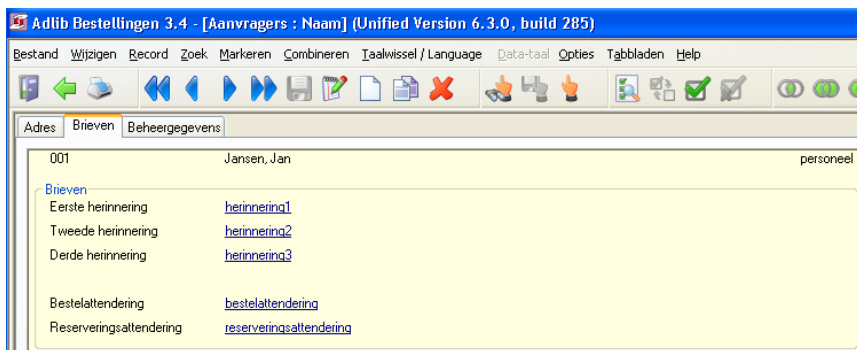 Adlib Bestellingen 3.4 - [Aanvragers : Naam] (Unified Version 6.3.0, build 285)
Bestand Wijzigen Record Zoek Markeren Combineren Taalwissel / Language Data-taal Opties Tabbladen Help
Adres Brieven Beheergegevens
001 Jansen, Jan personeel
Brieven
Eerste herinnering herinnering1
Tweede herinnering herinnering2
Derde herinnering herinnering3
Bestelattendering bestelattendering
Reserveringsattendering reserveringsattendering